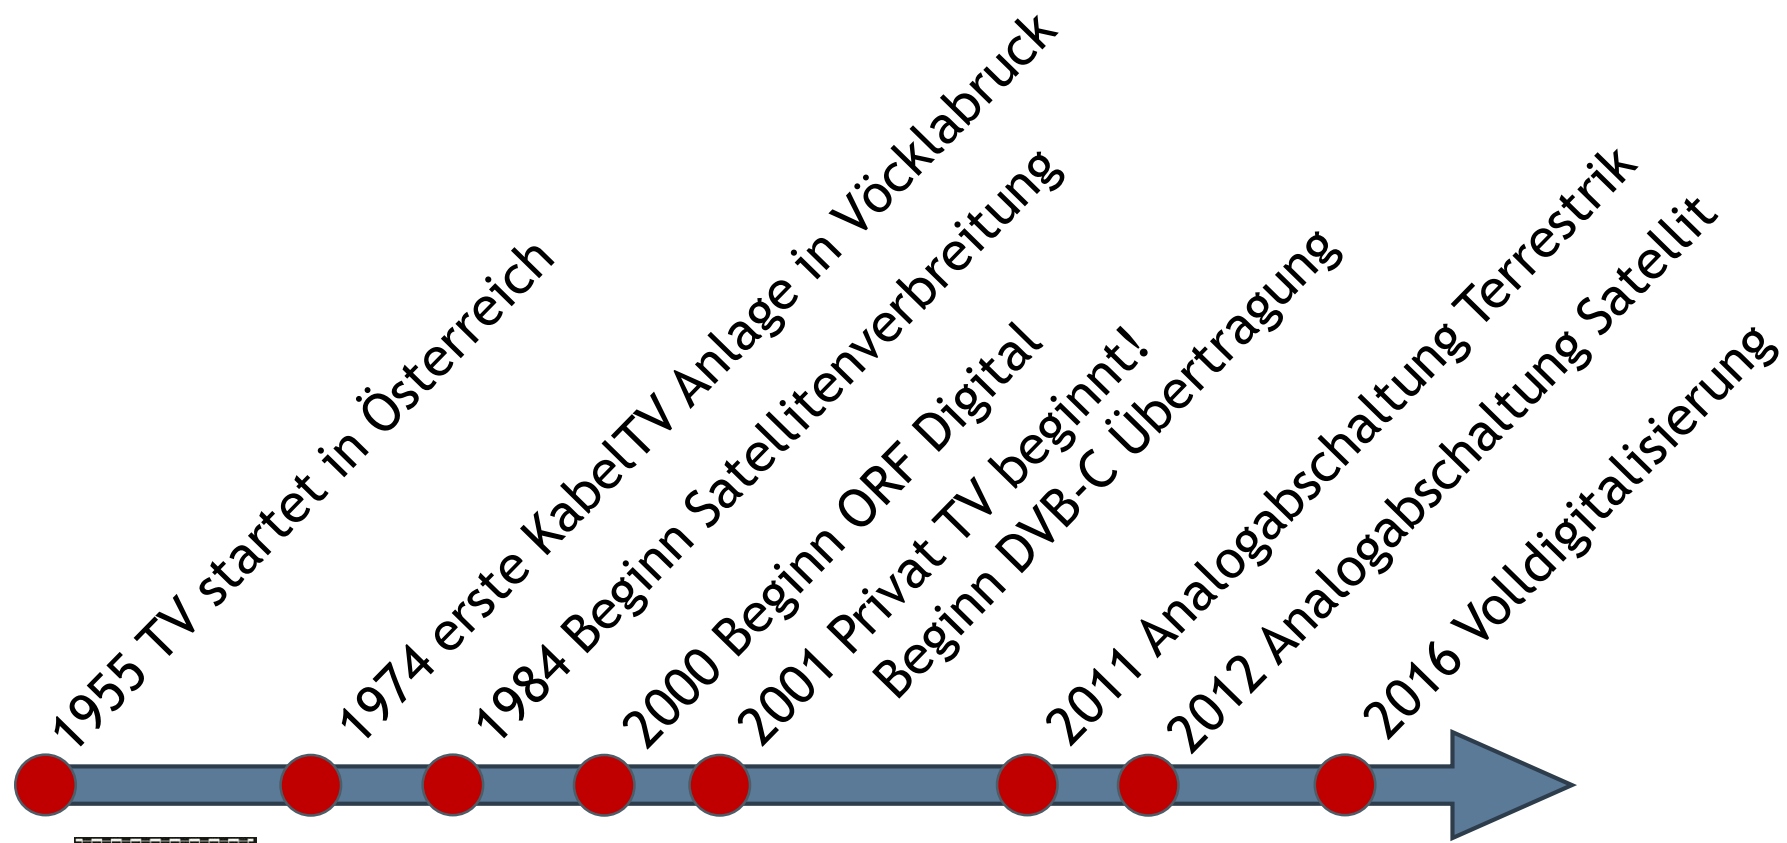 1955 TV startet in Österreich
1974 erste KabelTV Anlage in Vöcklabruck
1984 Beginn Satellitenverbreitung
2000 Beginn ORF Digital
2001 Privat TV beginnt!
Beginn DVB-C Übertragung
2011 Analogabschaltung Terrestrik
2012 Analogabschaltung Satellit
2016 Volldigitalisierung